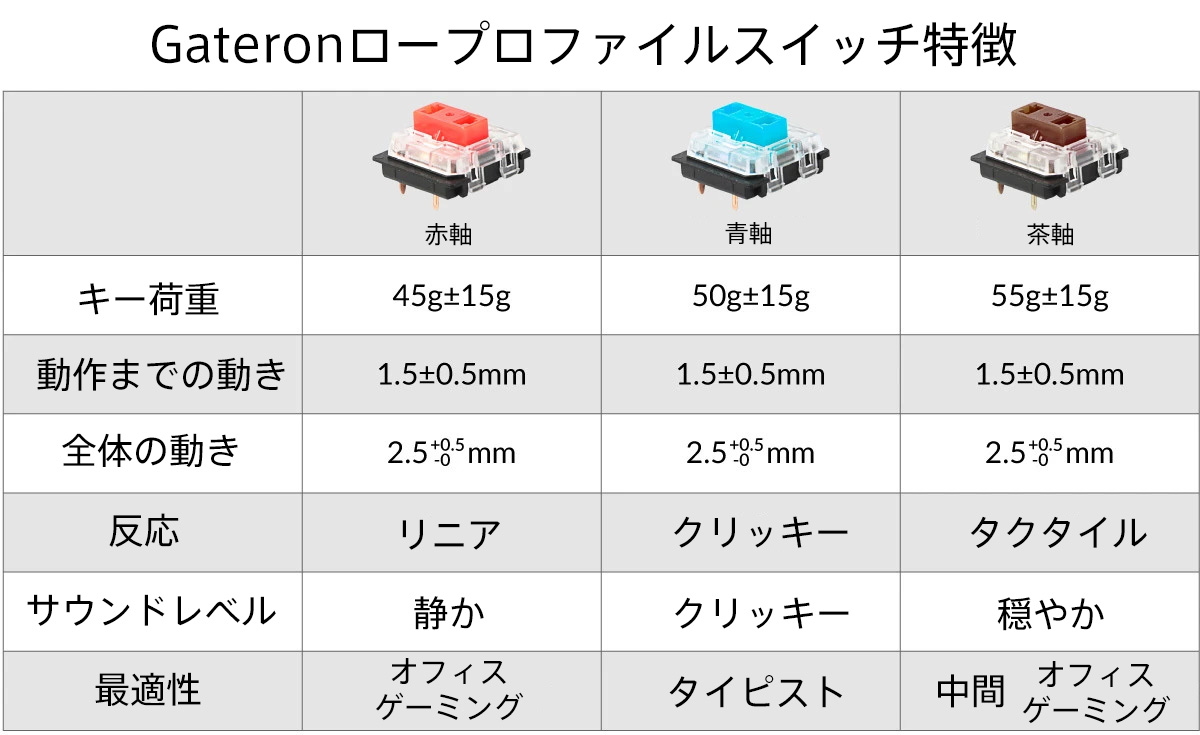 Gateronロープロファイルスイッチ特徴
赤軸 青軸 茶軸
キー荷重 45g±15g 50g±15g 55g±15g
動作までの動き 1.5±0.5mm 1.5±0.5mm 1.5±0.5mm
全体の動き 2.5+0.5-0mm 2.5+0.5-0mm 2.5+0.5-0mm
反応 リニア クリッキー タクタイル
サウンドレベル 静か クリッキー 穏やか
最適性 オフィス ゲーミング タイピスト 中間 オフィス ゲーミング